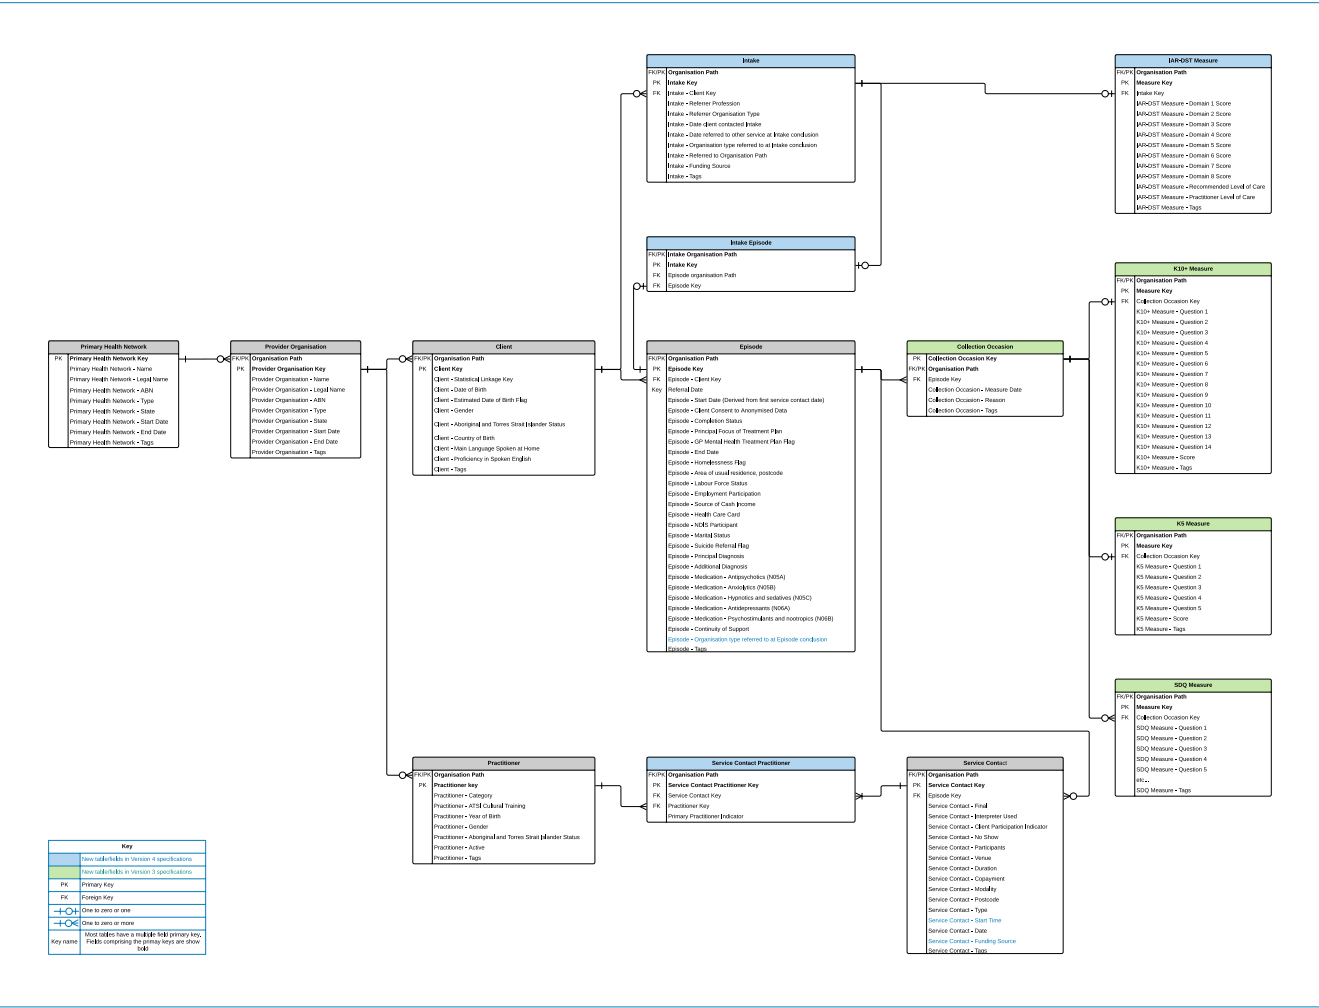 Intake
FK/PK Organisation Path
PK Intake Key
FK Intake - Client Key
Intake - Referrer Profession
Intake - Referrer Organisation Type
Intake - Date client contacted Intake
Intake - Date referred to other service at Intake conclusion
Intake - Organisation type referred to at Intake conclusion
Intake - Referred to Organisation Path
Intake - Funding Source
Intake - Tags
IAR-DST Measure
FK/PK Organisation Path
PK Measure Key
FK Intake Key
IAR-DST Measure - Domain 1 Score
IAR-DST Measure - Domain 2 Score
IAR-DST Measure - Domain 3 Score
IAR-DST Measure - Domain 4 Score
IAR-DST Measure - Domain 5 Score
IAR-DST Measure - Domain 6 Score
IAR-DST Measure - Domain 7 Score
IAR-DST Measure - Domain 8 Score
IAR-DST Measure - Recommended Level of Care
IAR-DST Measure - Practitioner Level of Care
IAR-DST Measure - Tags
Intake Episode
FK/PK Intake Organisation Path
PK Intake Key
FK Episode organisation Path
FK Episode Key
K10+ Measure
FK/PK Organisation Path
PK Measure Key
FK Collection Occasion Key
K10+ Measure - Question 1
K10+ Measure - Question 2
K10+ Measure - Question 3
K10+ Measure - Question 4
K10+ Measure - Question 5
K10+ Measure - Question 6
K10+ Measure - Question 7
K10+ Measure - Question 8
K10+ Measure - Question 9
K10+ Measure - Question 10
K10+ Measure - Question 11
K10+ Measure - Question 12
K10+ Measure - Question 13
K10+ Measure - Question 14
K10+ Measure - Score
K10+ Measure - Tags
Primary Health Network
PK Primary Health Network Key
Primary Health Network - Name
Primary Health Network - Legal Name
Primary Health Network - ABN
Primary Health Network - Type
Primary Health Network - State
Primary Health Network - Start Date
Primary Health Network - End Date
Primary Health Network - Tags
Provider Organisation
FK/PK Organisation Path
PK Provider Organisation Key
Provider Organisation - Name
Provider Organisation - Legal Name
Provider Organisation - ABN
Provider Organisation - Type
Provider Organisation - State
Provider Organisation - Start Date
Provider Organisation - End Date
Provider Organisation - Tags
Client
FK/PK Organisation Path
PK Client Key
Client - Statistical Linkage Key
Client - Date of Birth
Client - Estimated Date of Birth Flag
Client - Gender
Client - Aboriginal and Torres Strait Islander Status
Client - Country of Birth
Client - Main Language Spoken at Home
Client - Proficiency in Spoken English
Client - Tags
Episode
FK/PK Organisation Path
PK Episode Key
FK Episode - Client Key
Key Referral Date
Episode - Start Date (Derived from first service contact date)
Episode - Client Consent to Anonymised Data
Episode - Completion Status
Episode - Principal Focus of Treatment Plan
Episode - GP Mental Health Treatment Plan Flag
Episode - End Date
Episode - Homelessness Flag
Episode - Area of usual residence, postcode
Episode - Labour Force Status
Episode - Employment Participation
Episode - Source of Cash Income
Episode - Health Care Card
Episode - NDIS Participant
Episode - Marital Status
Episode - Suicide Referral Flag
Episode - Principal Diagnosis
Episode - Additional Diagnosis
Episode - Medication - Antipsychotics (N05A)
Episode - Medication - Anxiolytics (N05B)
Episode - Medication - Hypnotics and sedatives (N05C)
Episode - Medication - Antidepressants (N06A)
Episode - Medication - Psychostimulants and nootropics (N06B)
Episode - Continuity of Support
Episode - Organisation type referred to at Episode conclusion
Episode - Tags
Collection Occasion
PK Collection Occasion Key
FK/PK Organisation Path
FK Episode Key
Collection Occasion - Measure Date
Collection Occasion - Reason
Collection Occasion - Tags
K5 Measure
FK/PK Organisation Path
PK Measure Key
FK Collection Occasion Key
K5 Measure - Question 1
K5 Measure - Question 2
K5 Measure - Question 3
K5 Measure - Question 4
K5 Measure - Question 5
K5 Measure - Score
K5 Measure - Tags
SDQ Measure
FK/PK Organisation Path
PK Measure Key
FK Collection Occasion Key
SDQ Measure - Question 1
SDQ Measure - Question 2
SDQ Measure - Question 3
SDQ Measure - Question 4
SDQ Measure - Question 5
etc...
SDQ Measure - Tags
Practitioner
FK/PK Organisation Path
PK Practitioner key
Practitioner - Category
Practitioner - ATSI Cultural Training
Practitioner - Year of Birth
Practitioner - Gender
Practitioner - Aboriginal and Torres Strait Islander Status
Practitioner - Active
Practitioner - Tags
Service Contact Practitioner
FK/PK Organisation Path
PK Service Contact Practitioner Key
FK Service Contact Key
FK Practitioner Key
Primary Practitioner Indicator
Service Contact
FK/PK Organisation Path
PK Service Contact Key
FK Episode Key
Service Contact - Final
Service Contact - Interpreter Used
Service Contact - Client Participation Indicator
Service Contact - No Show
Service Contact - Participants
Service Contact - Venue
Service Contact - Duration
Service Contact - Copayment
Service Contact - Modality
Service Contact - Postcode
Service Contact - Type
Service Contact - Start Time
Service Contact - Date
Service Contact - Funding Source
Service Contact - Tags
Key
New table/fields in Version 4 specifications
New table/fields in Version 3 specifications
PK Primary Key
FK Foreign Key
One to zero or one
One to zero or more
Key name Most tables have a multiple field primary key.
Fields comprising the primay keys are show
bold